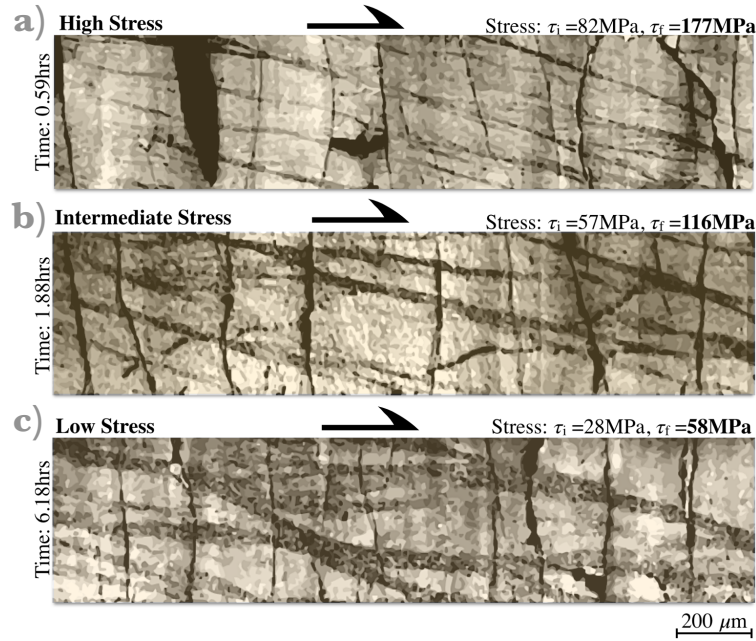 a) High Stress Stress: τi =82MPa, τf =177MPa
Time: 0.59hrs
b) Intermediate Stress Stress: τi =57MPa, τf =116MPa
Time: 1.88hrs
c) Low Stress Stress: τi =28MPa, τf =58MPa
Time: 6.18hrs
200 μm